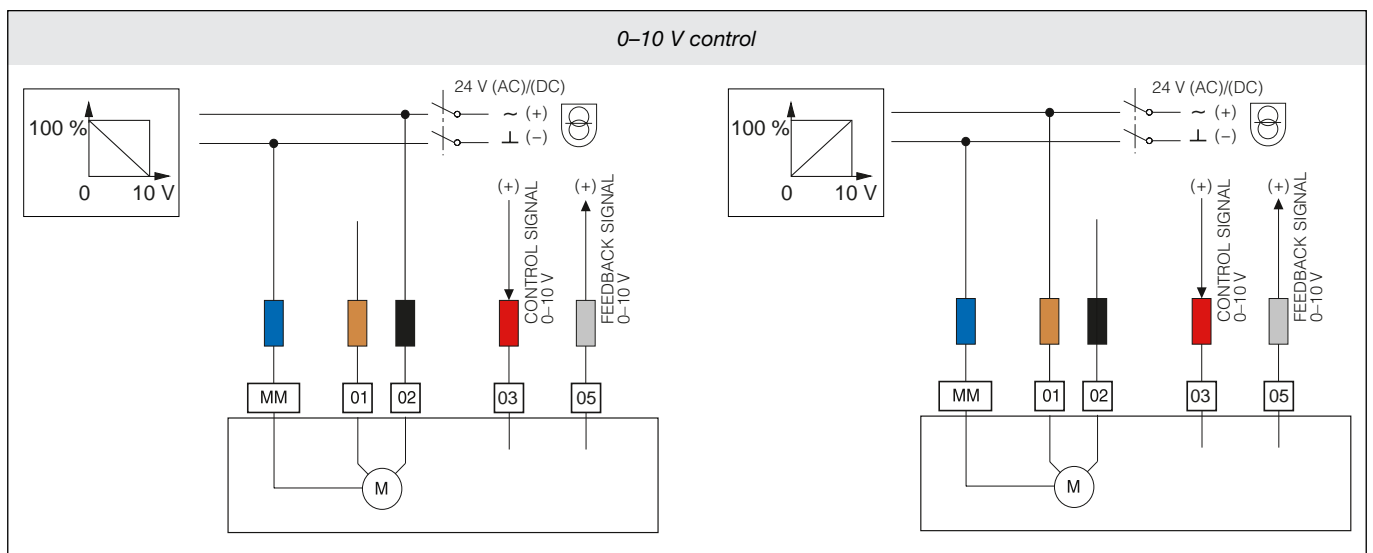 0–10 V control
24 V (AC)/(DC)
~ (+)
⊥ (−)
100 %
0 10 V
(+)
CONTROL SIGNAL
0–10 V
(+)
FEEDBACK SIGNAL
0–10 V
MM 01 02 03 05
M
24 V (AC)/(DC)
~ (+)
⊥ (−)
100 %
0 10 V
(+)
CONTROL SIGNAL
0–10 V
(+)
FEEDBACK SIGNAL
0–10 V
MM 01 02 03 05
M